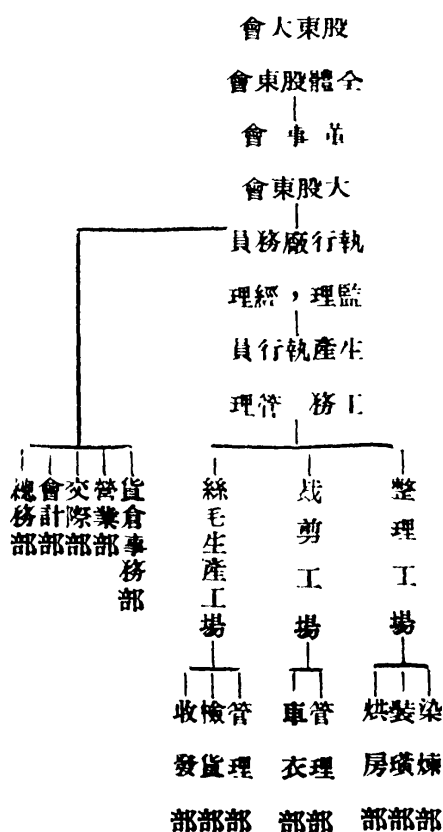 股東大會
全體股東會
董事會
大股東會
執行廠務員
監理，經理
生產執行員
工務 管理
整理工場
裁剪工場
絲毛生產工場
貨倉事務部
營業部
交際部
會計部
總務部
染煉部
裝璜部
烘房部
管理部
車衣部
管理部
檢貨部
收發部